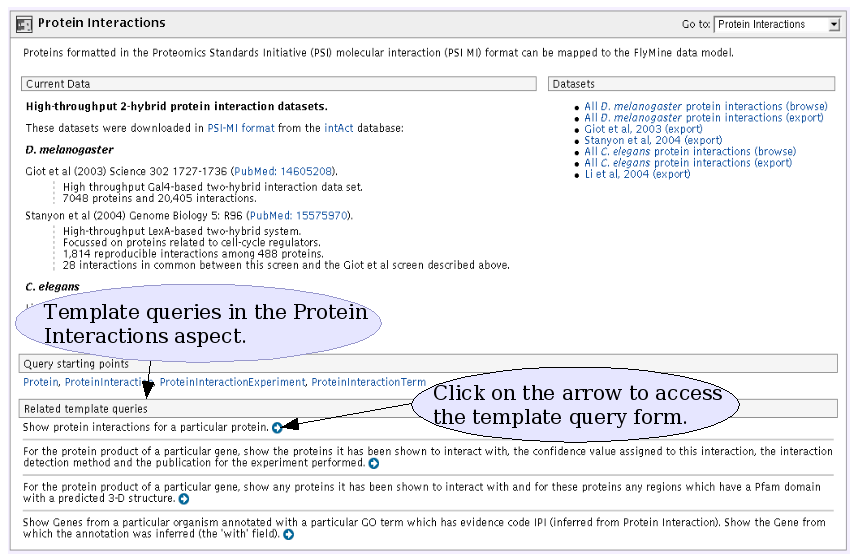 Protein Interactions
Go to: Protein Interactions
Proteins formatted in the Proteomics Standards Initiative (PSI) molecular interaction (PSI MI) format can be mapped to the FlyMine data model.
Current Data
High-throughput 2-hybrid protein interaction datasets.
These datasets were downloaded in PSI-MI format from the intAct database:
D. melanogaster
Giot et al (2003) Science 302 1727-1736 (PubMed: 14605208).
High throughput Gal4-based two-hybrid interaction data set.
7048 proteins and 20,405 interactions.
Stanyon et al (2004) Genome Biology 5: R96 (PubMed: 15575970).
High-throughput LexA-based two-hybrid system.
Focussed on proteins related to cell-cycle regulators.
1,814 reproducible interactions among 488 proteins.
28 interactions in common between this screen and the Giot et al screen described above.
C. elegans
Datasets
All D. melanogaster protein interactions (browse)
All D. melanogaster protein interactions (export)
Giot et al, 2003 (export)
Stanyon et al, 2004 (export)
All C. elegans protein interactions (browse)
All C. elegans protein interactions (export)
Li et al, 2004 (export)
Template queries in the Protein
Interactions aspect.
Query starting points
Protein, ProteinInteraction, ProteinInteractionExperiment, ProteinInteractionTerm
Click on the arrow to access
the template query form.
Related template queries
Show protein interactions for a particular protein.
For the protein product of a particular gene, show the proteins it has been shown to interact with, the confidence value assigned to this interaction, the interaction
detection method and the publication for the experiment performed.
For the protein product of a particular gene, show any proteins it has been shown to interact with and for these proteins any regions which have a Pfam domain
with a predicted 3-D structure.
Show Genes from a particular organism annotated with a particular GO term which has evidence code IPI (inferred from Protein Interaction). Show the Gene from
which the annotation was inferred (the 'with' field).